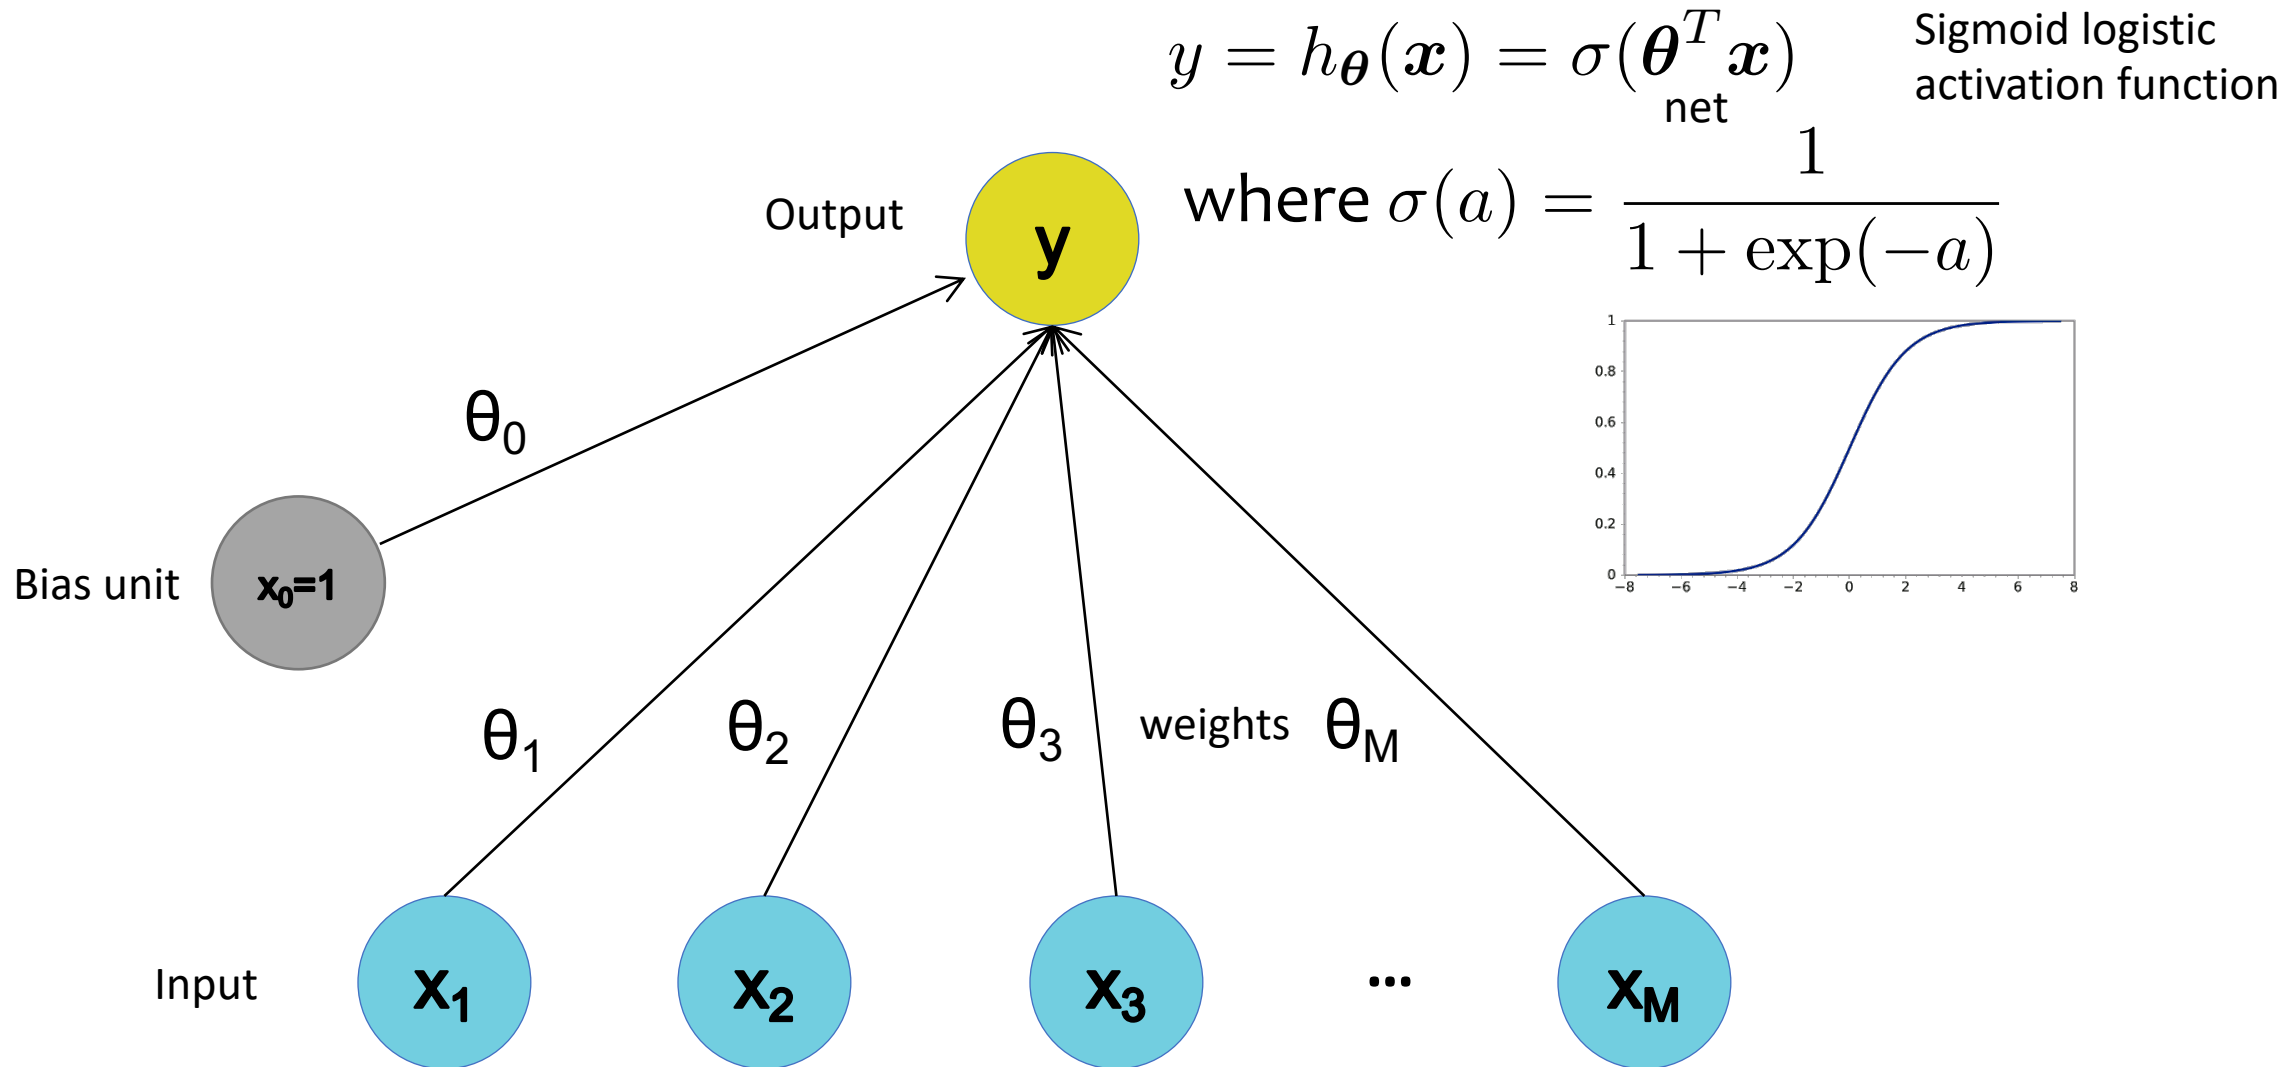 y = h_θ(x) = σ(θ^T x)
net
Sigmoid logistic
activation function
where σ(a) = 1 / (1 + exp(−a))
Output
y
1
0.8
0.6
0.4
0.2
0
−8 −6 −4 −2 0 2 4 6 8
θ₀
Bias unit
x₀=1
θ₁ θ₂ θ₃ weights θ_M
Input
x₁ x₂ x₃ ... x_M